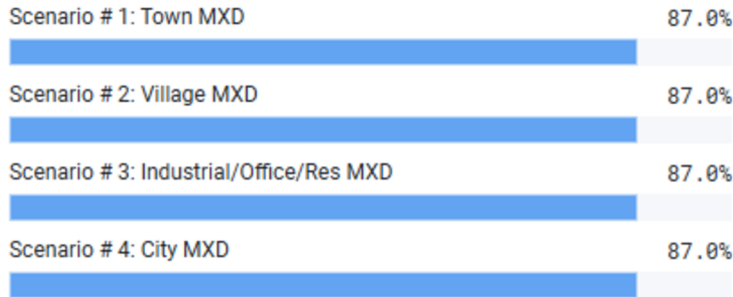 Scenario # 1: Town MXD 87.0%
Scenario # 2: Village MXD 87.0%
Scenario # 3: Industrial/Office/Res MXD 87.0%
Scenario # 4: City MXD 87.0%